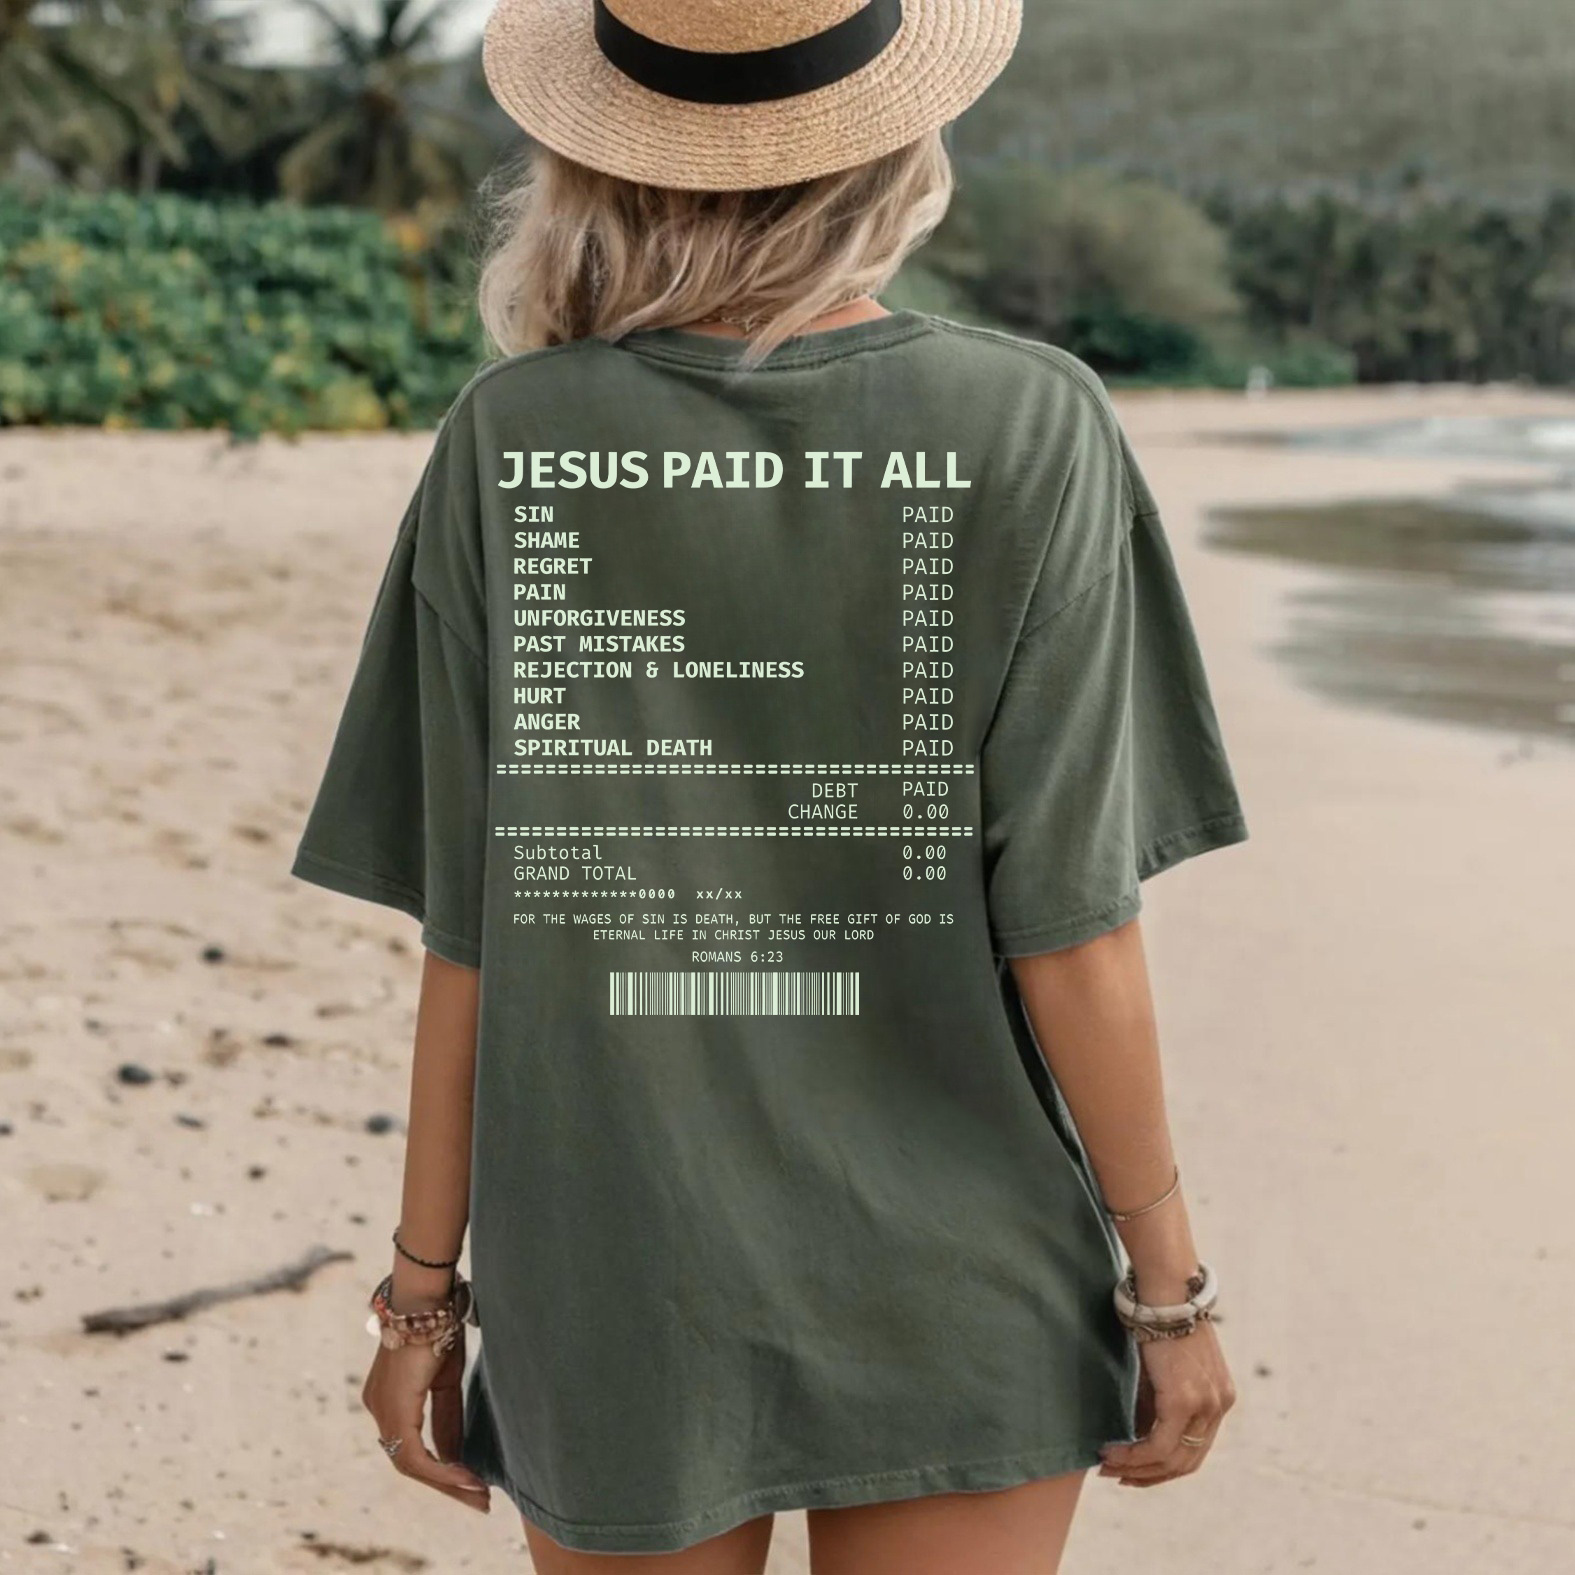 JESUS PAID IT ALL
SIN PAID
SHAME PAID
REGRET PAID
PAIN PAID
UNFORGIVENESS PAID
PAST MISTAKES PAID
REJECTION & LONELINESS PAID
HURT PAID
ANGER PAID
SPIRITUAL DEATH PAID
========================================
DEBT PAID
CHANGE 0.00
========================================
Subtotal 0.00
GRAND TOTAL 0.00
*************0000 xx/xx
FOR THE WAGES OF SIN IS DEATH, BUT THE FREE GIFT OF GOD IS
ETERNAL LIFE IN CHRIST JESUS OUR LORD
ROMANS 6:23